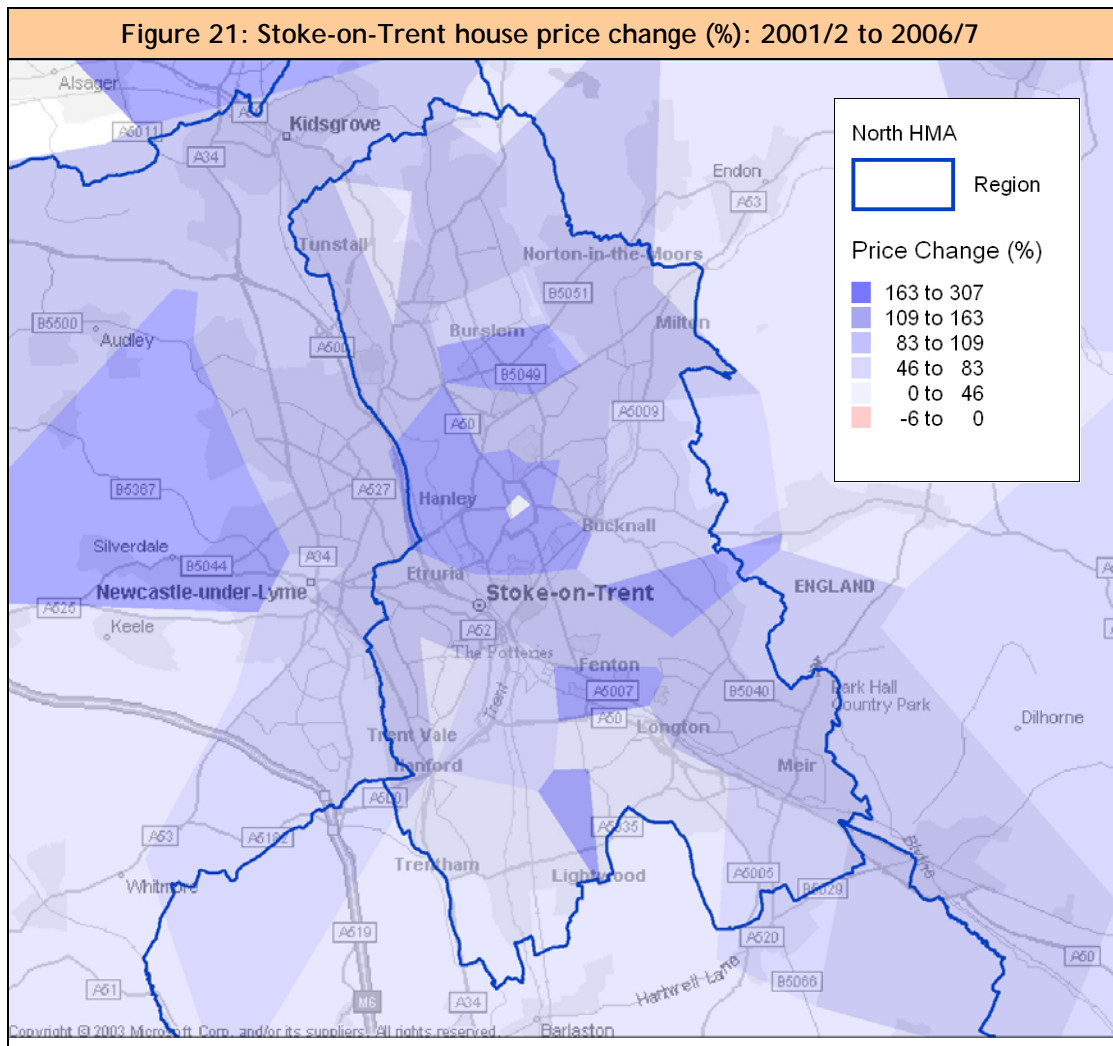 Figure 21: Stoke-on-Trent house price change (%): 2001/2 to 2006/7
Alsager
A5011
Kidsgrove
A34
Endon
A53
Tunstall
Norton-in-the-Moors
B5051
B5500
Audley
A500
Burslem
Milton
B5049
A5009
A50
B5367
A527
Hanley
Bucknall
Silverdale
B5044
A34
Etruria
Newcastle-under-Lyme
Stoke-on-Trent
ENGLAND
A525
Keele
A52
The Potteries
Fenton
Trent
A5007
B5040
Park Hall
Country Park
A50
Longton
Dilhorne
Trent Vale
Hanford
Meir
A500
A53
A5182
A5035
Blythe
Trentham
Lightwood
A5005
B5029
Whitmore
A519
A520
A50
Hartwell Lane
B5066
A51
M6
A34
Barlaston
Copyright © 2003 Microsoft Corp. and/or its suppliers. All rights reserved.
North HMA
Region
Price Change (%)
163 to 307
109 to 163
83 to 109
46 to 83
0 to 46
-6 to 0